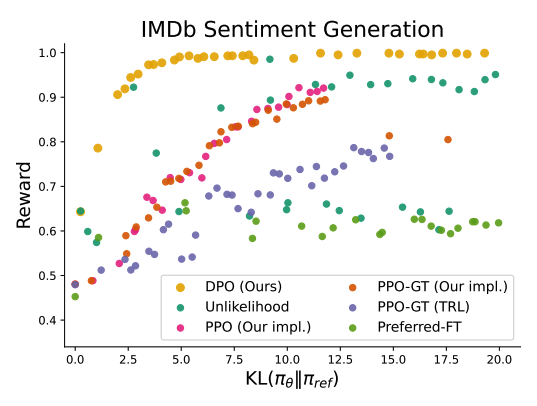 IMDb Sentiment Generation
1.0
0.9
0.8
0.7
0.6
0.5
0.4
Reward
DPO (Ours)
Unlikelihood
PPO (Our impl.)
PPO-GT (Our impl.)
PPO-GT (TRL)
Preferred-FT
0.0 2.5 5.0 7.5 10.0 12.5 15.0 17.5 20.0
KL(πθ‖πref)